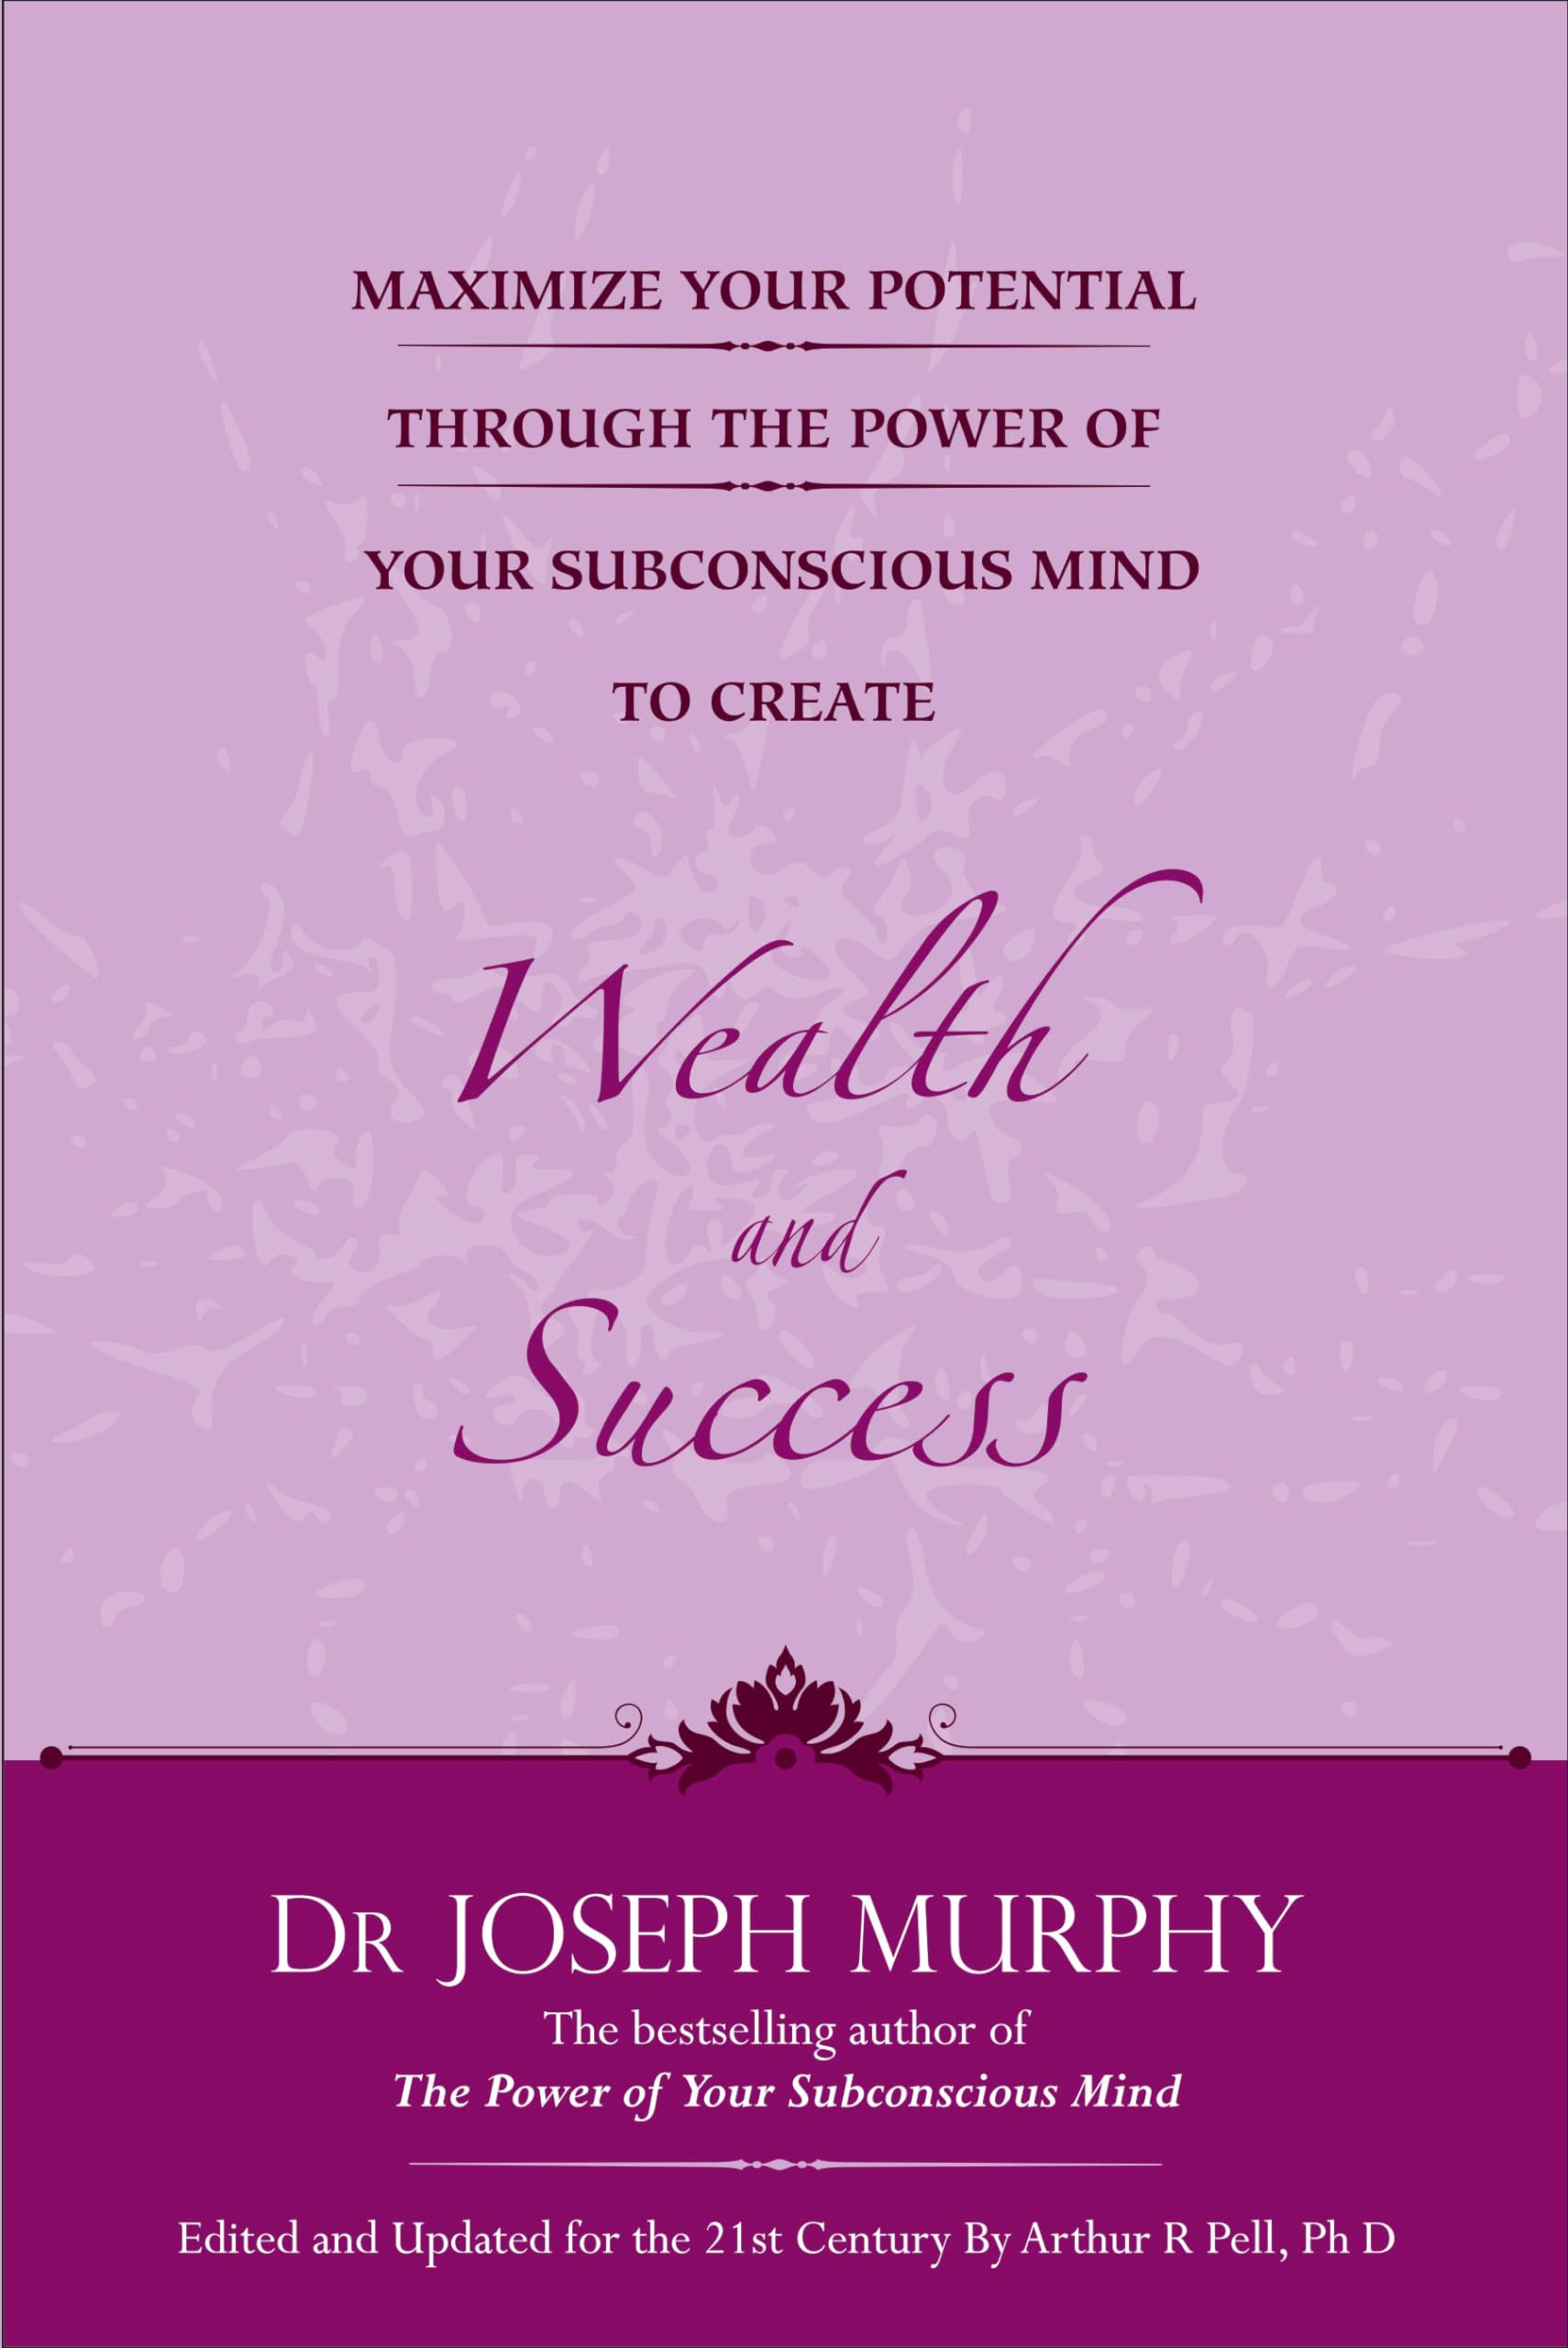 MAXIMIZE YOUR POTENTIAL
THROUGH THE POWER OF
YOUR SUBCONSCIOUS MIND
TO CREATE
Wealth
and
Success
DR JOSEPH MURPHY
The bestselling author of
The Power of Your Subconscious Mind
Edited and Updated for the 21st Century By Arthur R Pell, Ph D